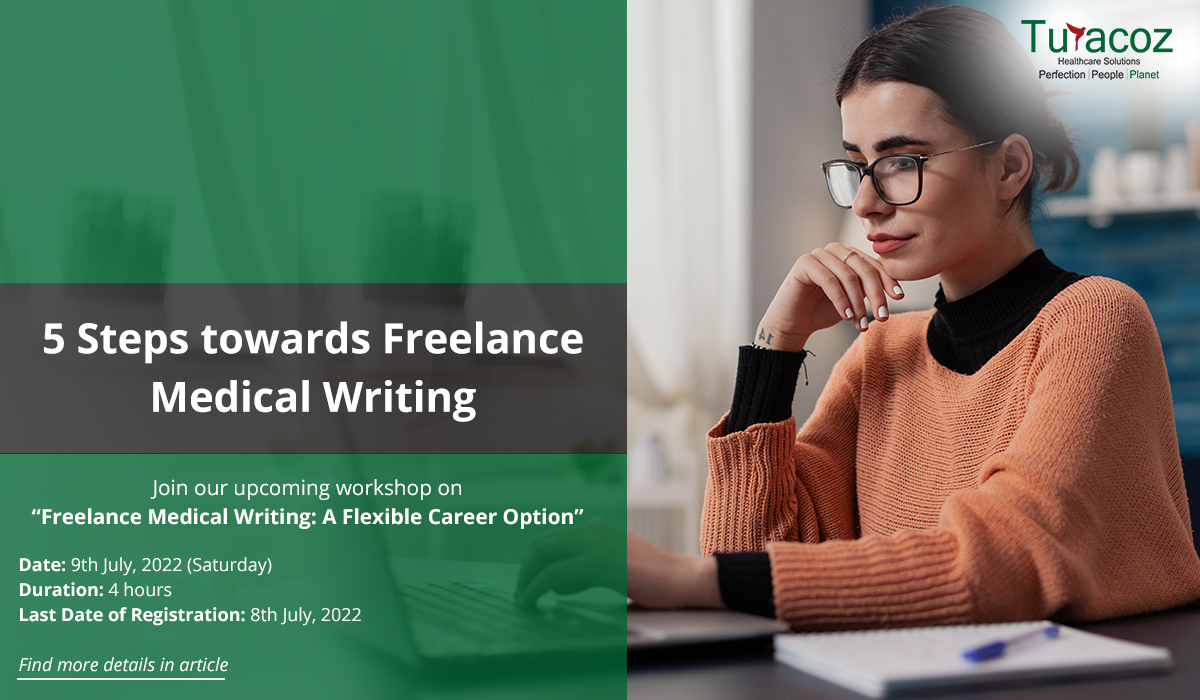 Turacoz
Healthcare Solutions
Perfection | People | Planet
5 Steps towards Freelance
Medical Writing
Join our upcoming workshop on
“Freelance Medical Writing: A Flexible Career Option”
Date: 9th July, 2022 (Saturday)
Duration: 4 hours
Last Date of Registration: 8th July, 2022
Find more details in article